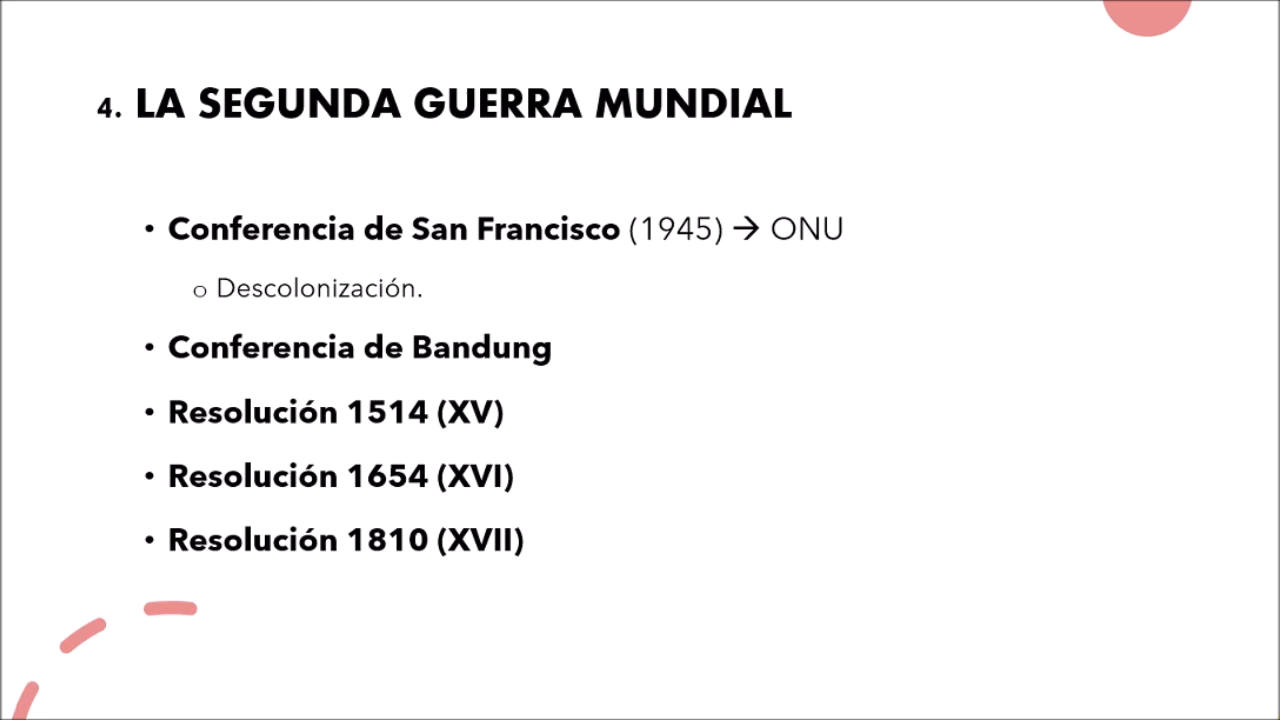 4. LA SEGUNDA GUERRA MUNDIAL
• Conferencia de San Francisco (1945) → ONU
o Descolonización.
• Conferencia de Bandung
• Resolución 1514 (XV)
• Resolución 1654 (XVI)
• Resolución 1810 (XVII)